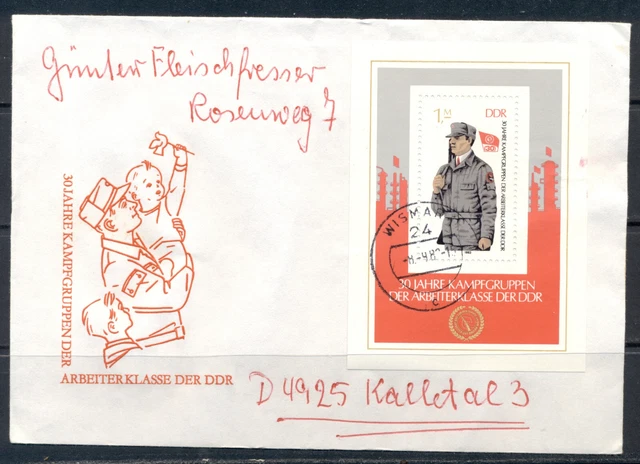 Günter Fleischfresser
Rosenweg 7
30 JAHRE KAMPFGRUPPEN DER
ARBEITERKLASSE DER DDR
1 M
DDR
30 JAHRE KAMPFGRUPPEN DER ARBEITERKLASSE DER DDR
WISMAR
24
30 JAHRE KAMPFGRUPPEN
DER ARBEITERKLASSE DER DDR
D 4925 Kalletal 3